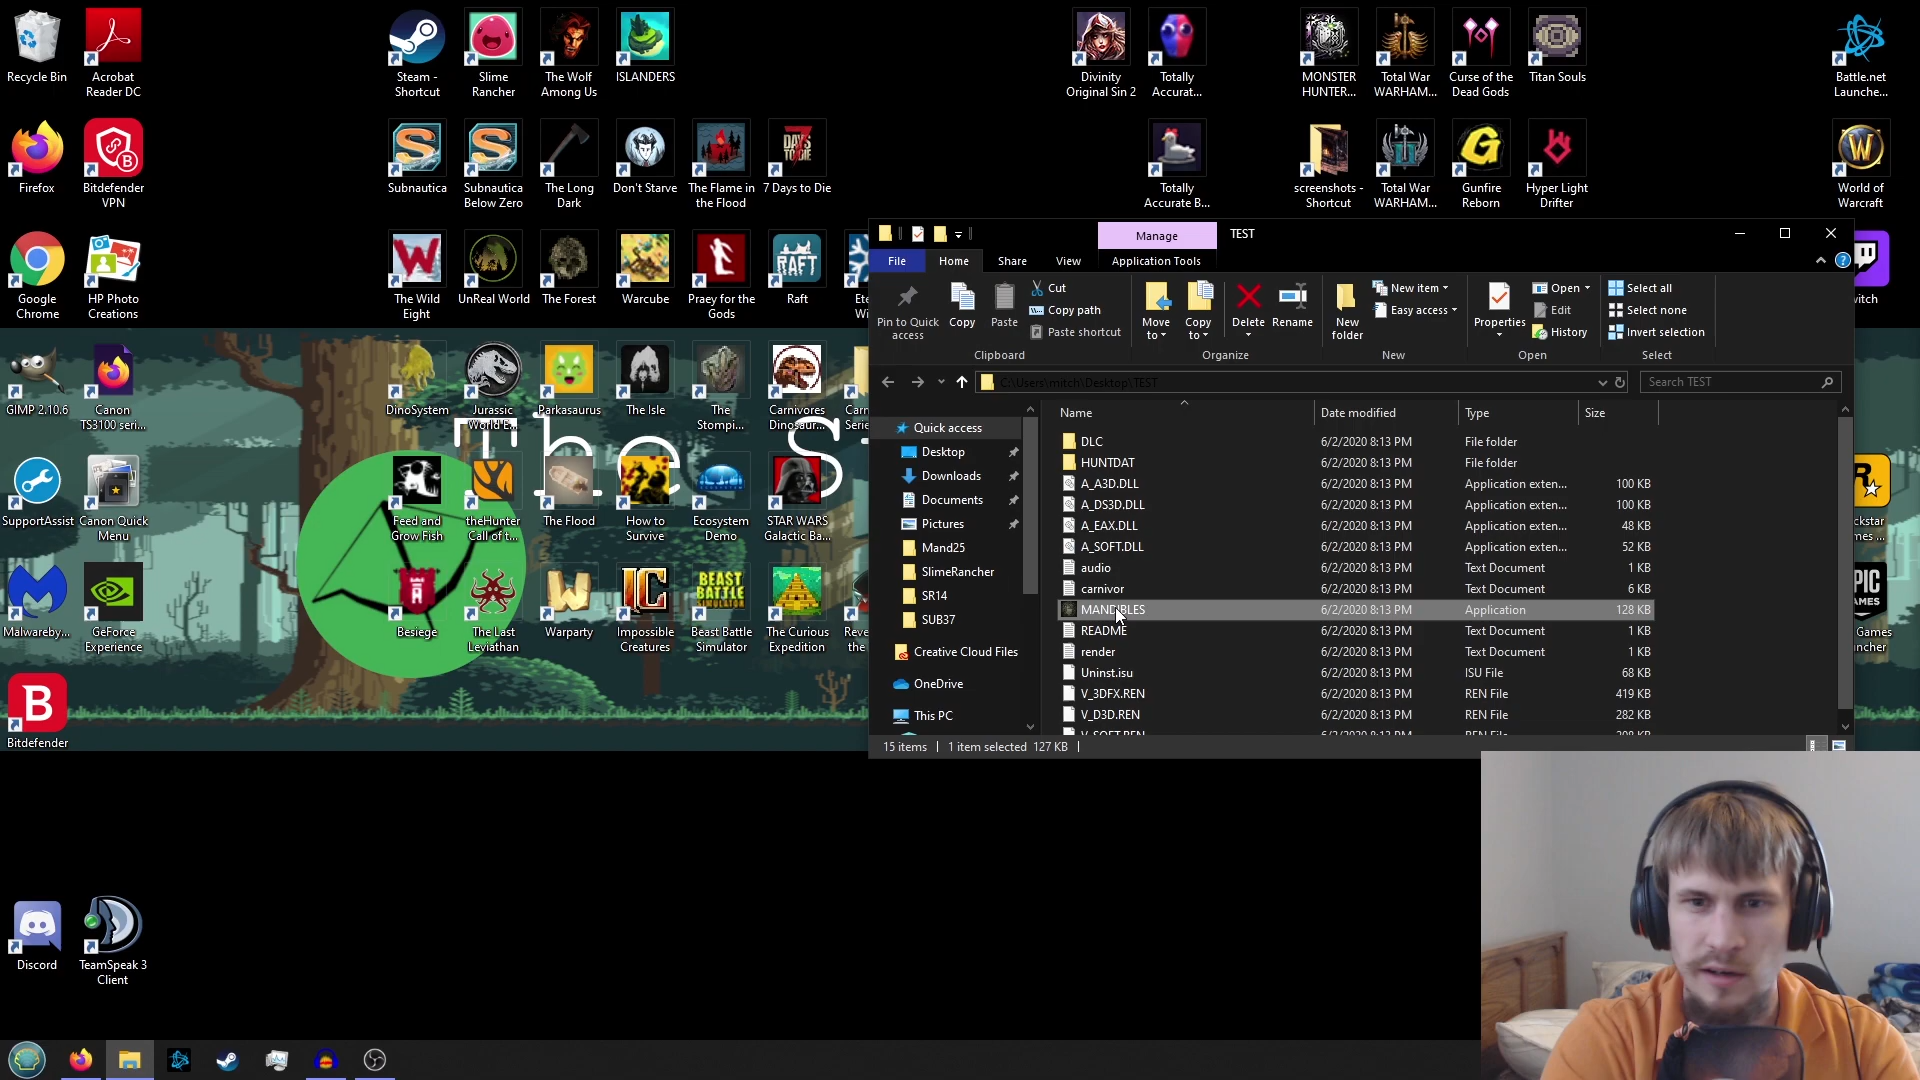 Recycle Bin
Acrobat
Reader DC
Steam -
Shortcut
Slime
Rancher
The Wolf
Among Us
ISLANDERS
Divinity
Original Sin 2
Totally
Accurat...
MONSTER
HUNTER...
Total War
WARHAM...
Curse of the
Dead Gods
Titan Souls
Battle.net
Launche...
Firefox
Bitdefender
VPN
Subnautica
Subnautica
Below Zero
The Long
Dark
Don't Starve
The Flame in
the Flood
7 Days to Die
Totally
Accurate B...
screenshots -
Shortcut
Total War
WARHAM...
Gunfire
Reborn
Hyper Light
Drifter
World of
Warcraft
Google
Chrome
HP Photo
Creations
The Wild
Eight
UnReal World
The Forest
Warcube
Praey for the
Gods
Raft
GIMP 2.10.6
Canon
TS3100 seri...
DinoSystem
Jurassic
World E...
Parkasaurus
The Isle
The
Stompi...
Carnivores
Dinosaur...
SupportAssist
Canon Quick
Menu
Feed and
Grow Fish
theHunter
Call of t...
The Flood
How to
Survive
Ecosystem
Demo
STAR WARS
Galactic Ba...
Malwareby...
GeForce
Experience
Besiege
The Last
Leviathan
Warparty
Impossible
Creatures
Beast Battle
Simulator
The Curious
Expedition
Bitdefender
Discord
TeamSpeak 3
Client
Manage
TEST
File
Home
Share
View
Application Tools
Pin to Quick
access
Copy
Paste
Cut
Copy path
Paste shortcut
Move
to
Copy
to
Delete
Rename
New
folder
New item
Easy access
Properties
Open
Edit
History
Select all
Select none
Invert selection
Clipboard
Organize
New
Open
Select
C:\Users\mitch\Desktop\TEST
Search TEST
Quick access
Desktop
Downloads
Documents
Pictures
Mand25
SlimeRancher
SR14
SUB37
Creative Cloud Files
OneDrive
This PC
Name Date modified Type Size
DLC 6/2/2020 8:13 PM File folder
HUNTDAT 6/2/2020 8:13 PM File folder
A_A3D.DLL 6/2/2020 8:13 PM Application exten... 100 KB
A_DS3D.DLL 6/2/2020 8:13 PM Application exten... 100 KB
A_EAX.DLL 6/2/2020 8:13 PM Application exten... 48 KB
A_SOFT.DLL 6/2/2020 8:13 PM Application exten... 52 KB
audio 6/2/2020 8:13 PM Text Document 1 KB
carnivor 6/2/2020 8:13 PM Text Document 6 KB
MANDIBLES 6/2/2020 8:13 PM Application 128 KB
README 6/2/2020 8:13 PM Text Document 1 KB
render 6/2/2020 8:13 PM Text Document 1 KB
Uninst.isu 6/2/2020 8:13 PM ISU File 68 KB
V_3DFX.REN 6/2/2020 8:13 PM REN File 419 KB
V_D3D.REN 6/2/2020 8:13 PM REN File 282 KB
15 items 1 item selected 127 KB